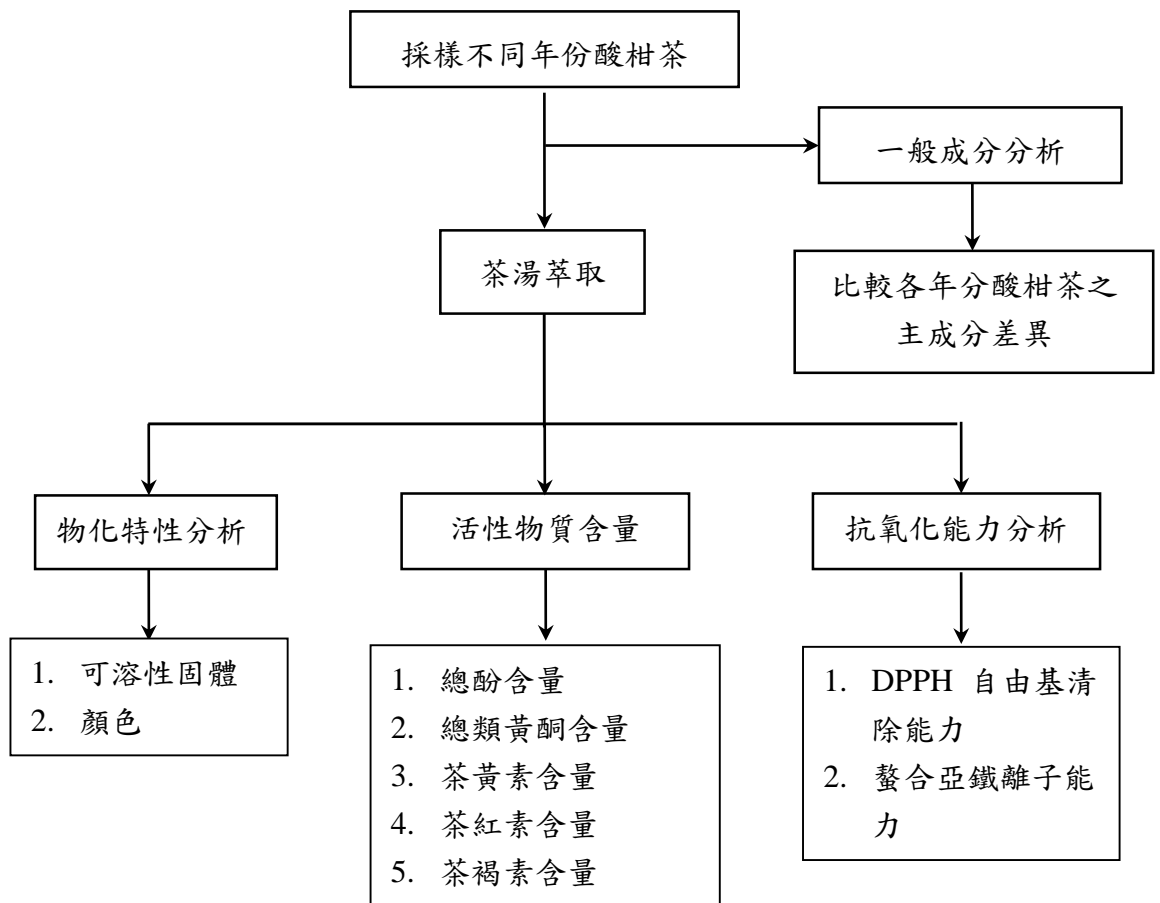 採樣不同年份酸柑茶
一般成分分析
茶湯萃取
比較各年分酸柑茶之
主成分差異
物化特性分析
活性物質含量
抗氧化能力分析
1. 可溶性固體
2. 顏色
1. 總酚含量
2. 總類黃酮含量
3. 茶黃素含量
4. 茶紅素含量
5. 茶褐素含量
1. DPPH 自由基清
除能力
2. 螯合亞鐵離子能
力